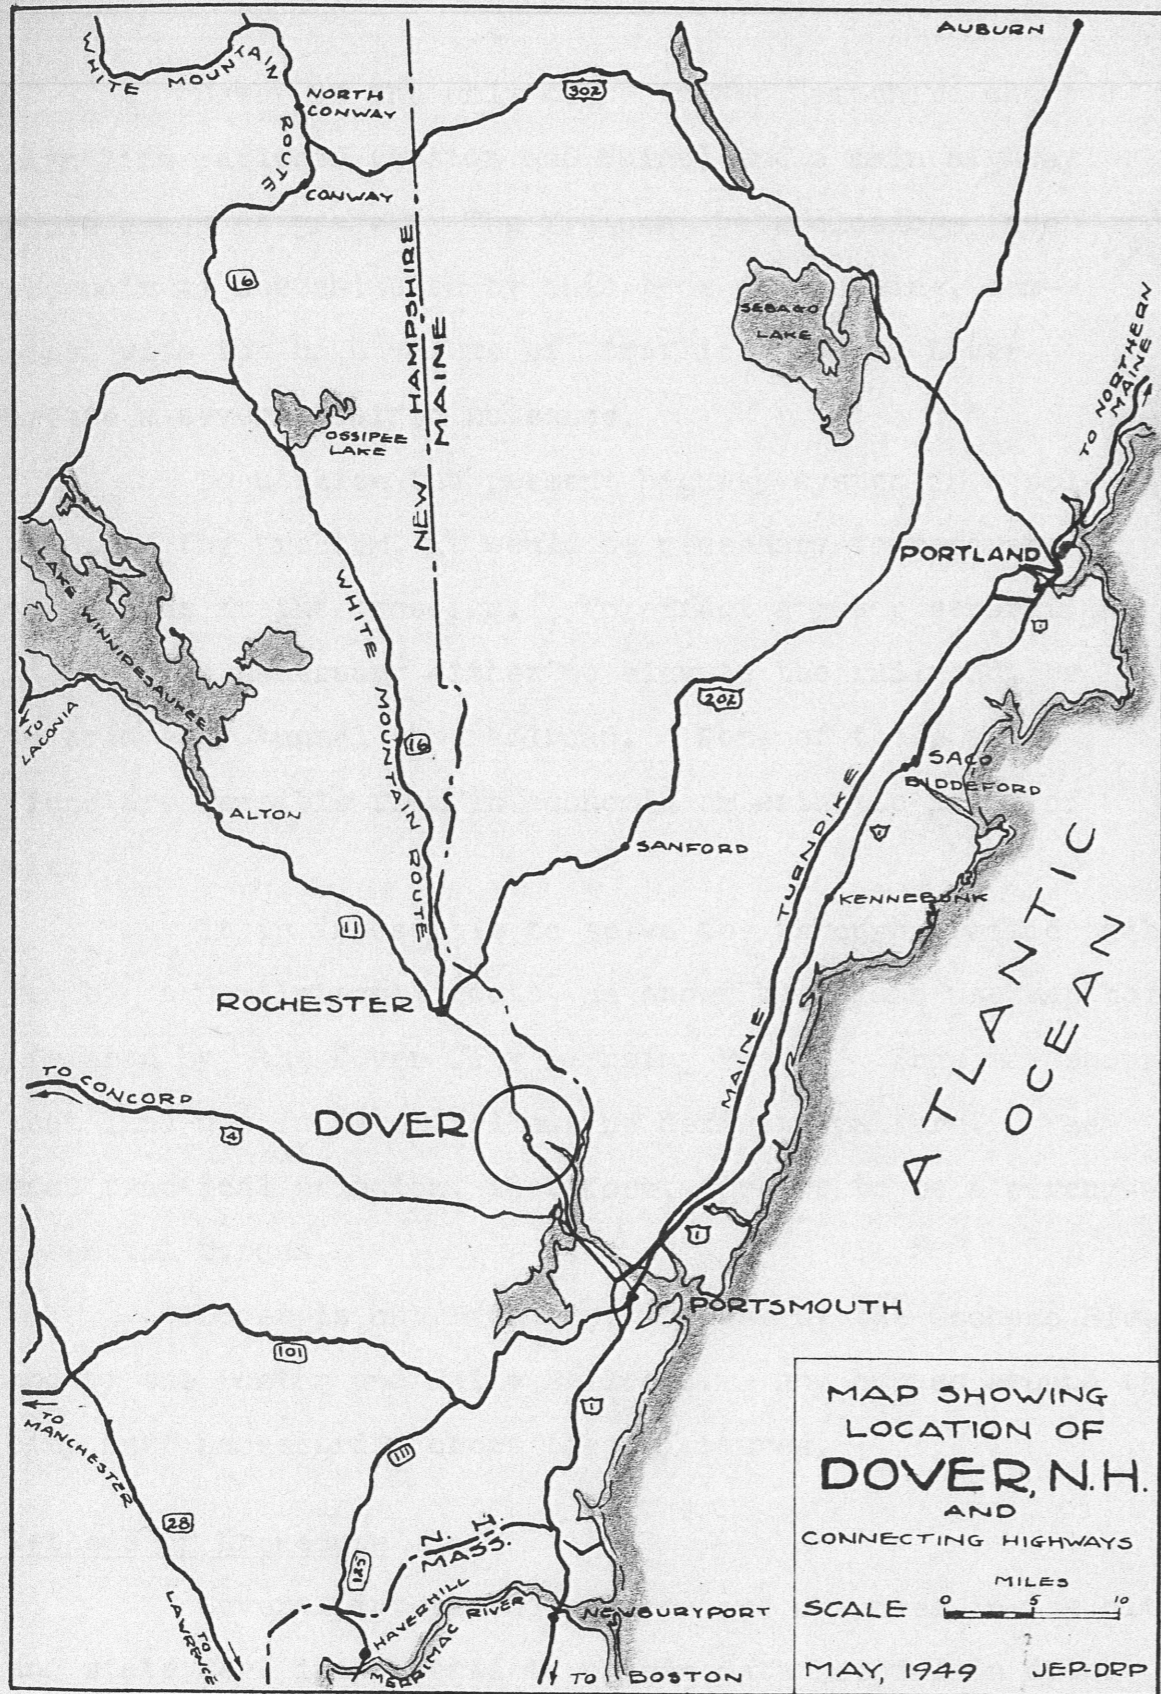 AUBURN
WHITE MOUNTAIN ROUTE
302
NORTH
CONWAY
CONWAY
16
NEW HAMPSHIRE
MAINE
SEBAGO
LAKE
TO NORTHERN
MAINE
OSSIPEE
LAKE
PORTLAND
LAKE WINNIPESAUKEE
WHITE MOUNTAIN ROUTE
1
TO
LACONIA
202
16
SACO
BIDDEFORD
ALTON
1
SANFORD
MAINE TURNPIKE
KENNEBUNK
11
ATLANTIC
OCEAN
ROCHESTER
TO CONCORD
4
DOVER
1
PORTSMOUTH
101
1
TO
MANCHESTER
111
28
N. H.
MASS.
125
HAVERHILL
MERRIMAC RIVER
NEWBURYPORT
TO
LAWRENCE
TO BOSTON
MAP SHOWING
LOCATION OF
DOVER, N.H.
AND
CONNECTING HIGHWAYS
MILES
SCALE 0 5 10
MAY, 1949 JEP-DRP